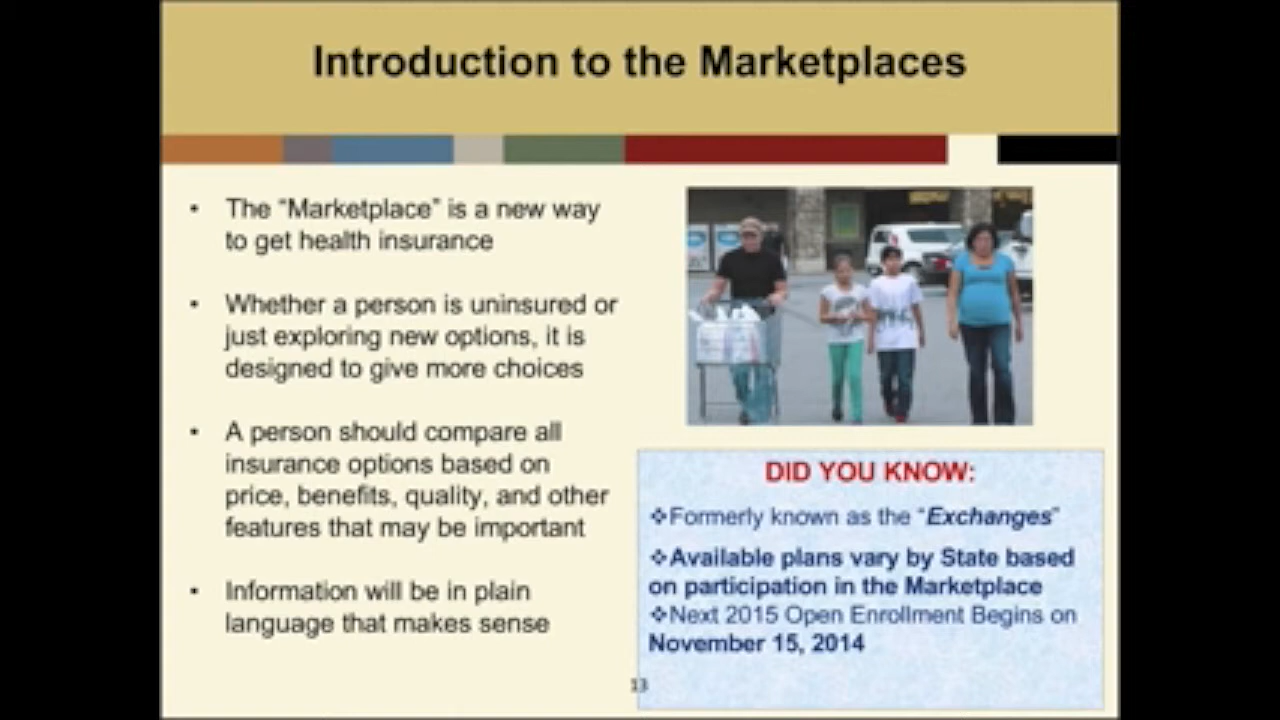 Introduction to the Marketplaces
• The “Marketplace” is a new way
to get health insurance
• Whether a person is uninsured or
just exploring new options, it is
designed to give more choices
• A person should compare all
insurance options based on
price, benefits, quality, and other
features that may be important
• Information will be in plain
language that makes sense
DID YOU KNOW:
❖Formerly known as the “Exchanges”
❖Available plans vary by State based
on participation in the Marketplace
❖Next 2015 Open Enrollment Begins on
November 15, 2014
13